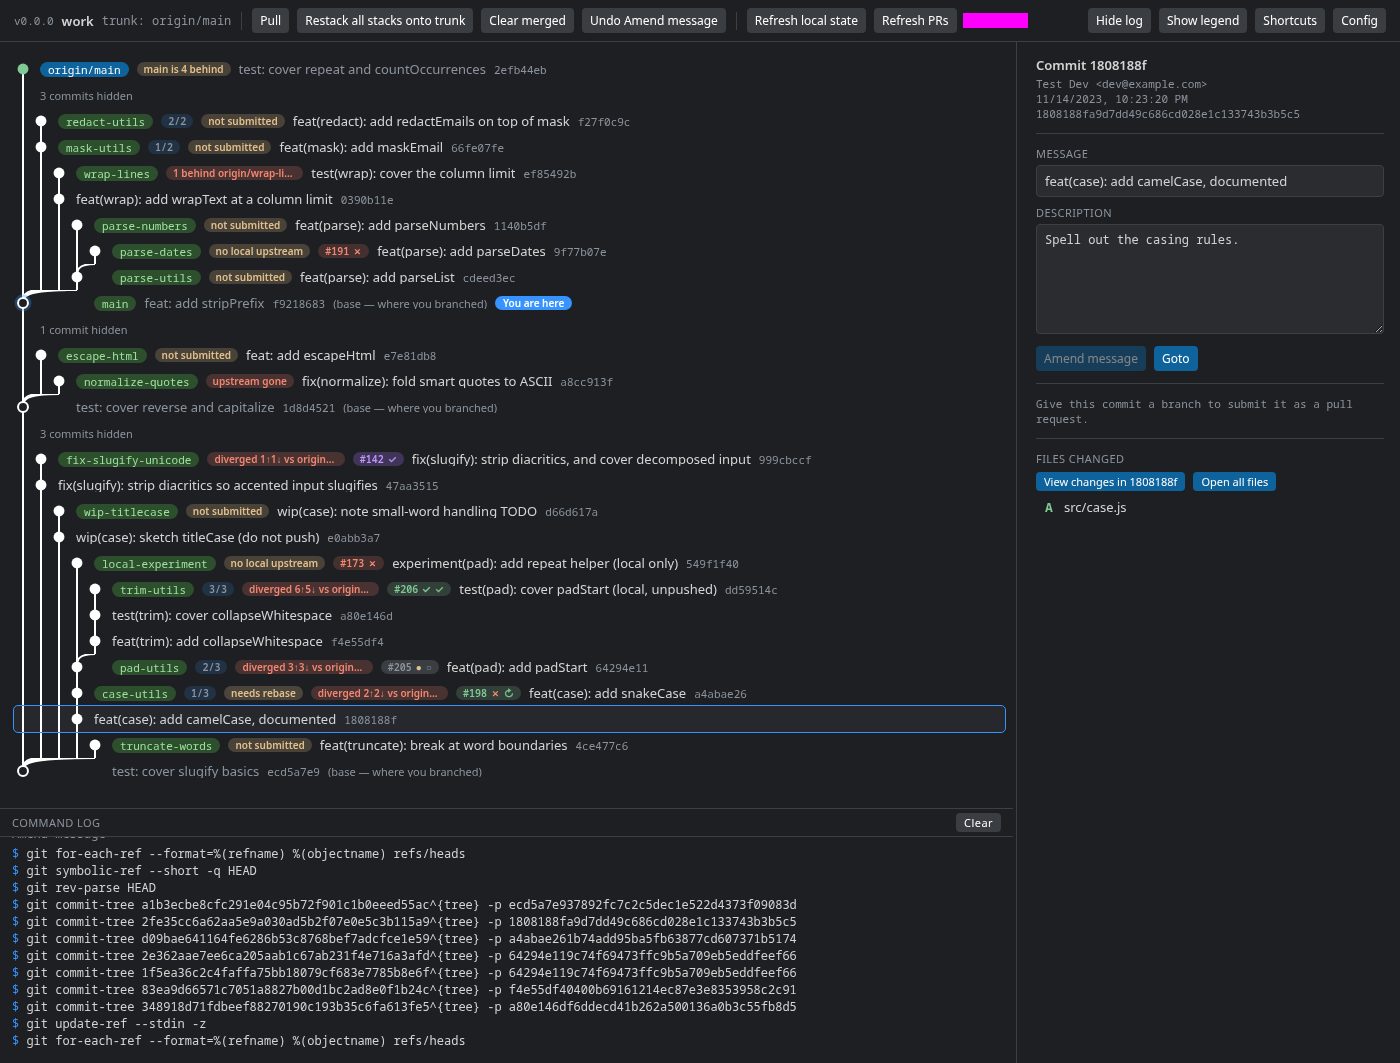 v0.0.0 work trunk: origin/main Pull Restack all stacks onto trunk Clear merged Undo Amend message Refresh local state Refresh PRs Hide log Show legend Shortcuts Config
origin/main main is 4 behind test: cover repeat and countOccurrences 2efb44eb
3 commits hidden
redact-utils 2/2 not submitted feat(redact): add redactEmails on top of mask f27f0c9c
mask-utils 1/2 not submitted feat(mask): add maskEmail 66fe07fe
wrap-lines 1 behind origin/wrap-li... test(wrap): cover the column limit ef85492b
feat(wrap): add wrapText at a column limit 0390b11e
parse-numbers not submitted feat(parse): add parseNumbers 1140b5df
parse-dates no local upstream #191 × feat(parse): add parseDates 9f77b07e
parse-utils not submitted feat(parse): add parseList cdeed3ec
main feat: add stripPrefix f9218683 (base — where you branched) You are here
1 commit hidden
escape-html not submitted feat: add escapeHtml e7e81db8
normalize-quotes upstream gone fix(normalize): fold smart quotes to ASCII a8cc913f
test: cover reverse and capitalize 1d8d4521 (base — where you branched)
3 commits hidden
fix-slugify-unicode diverged 1↑1↓ vs origin... #142 ✓ fix(slugify): strip diacritics, and cover decomposed input 999cbccf
fix(slugify): strip diacritics so accented input slugifies 47aa3515
wip-titlecase not submitted wip(case): note small-word handling TODO d66d617a
wip(case): sketch titleCase (do not push) e0abb3a7
local-experiment no local upstream #173 × experiment(pad): add repeat helper (local only) 549f1f40
trim-utils 3/3 diverged 6↑5↓ vs origin... #206 ✓ ✓ test(pad): cover padStart (local, unpushed) dd59514c
test(trim): cover collapseWhitespace a80e146d
feat(trim): add collapseWhitespace f4e55df4
pad-utils 2/3 diverged 3↑3↓ vs origin... #205 ● ○ feat(pad): add padStart 64294e11
case-utils 1/3 needs rebase diverged 2↑2↓ vs origin... #198 × ↻ feat(case): add snakeCase a4abae26
feat(case): add camelCase, documented 1808188f
truncate-words not submitted feat(truncate): break at word boundaries 4ce477c6
test: cover slugify basics ecd5a7e9 (base — where you branched)
COMMAND LOG Clear
$ git for-each-ref --format=%(refname) %(objectname) refs/heads
$ git symbolic-ref --short -q HEAD
$ git rev-parse HEAD
$ git commit-tree a1b3ecbe8cfc291e04c95b72f901c1b0eeed55ac^{tree} -p ecd5a7e937892fc7c2c5dec1e522d4373f09083d
$ git commit-tree 2fe35cc6a62aa5e9a030ad5b2f07e0e5c3b115a9^{tree} -p 1808188fa9d7dd49c686cd028e1c133743b3b5c5
$ git commit-tree d09bae641164fe6286b53c8768bef7adcfce1e59^{tree} -p a4abae261b74add95ba5fb63877cd607371b5174
$ git commit-tree 2e362aae7ee6ca205aab1c67ab231f4e716a3afd^{tree} -p 64294e119c74f69473ffc9b5a709eb5eddfeef66
$ git commit-tree 1f5ea36c2c4faffa75bb18079cf683e7785b8e6f^{tree} -p 64294e119c74f69473ffc9b5a709eb5eddfeef66
$ git commit-tree 83ea9d66571c7051a8827b00d1bc2ad8e0f1b24c^{tree} -p f4e55df40400b69161214ec87e3e8353958c2c91
$ git commit-tree 348918d71fdbeef88270190c193b35c6fa613fe5^{tree} -p a80e146df6ddecd41b262a500136a0b3c55fb8d5
$ git update-ref --stdin -z
$ git for-each-ref --format=%(refname) %(objectname) refs/heads
Commit 1808188f
Test Dev <dev@example.com>
11/14/2023, 10:23:20 PM
1808188fa9d7dd49c686cd028e1c133743b3b5c5
MESSAGE
feat(case): add camelCase, documented
DESCRIPTION
Spell out the casing rules.
Amend message Goto
Give this commit a branch to submit it as a pull
request.
FILES CHANGED
View changes in 1808188f Open all files
A src/case.js